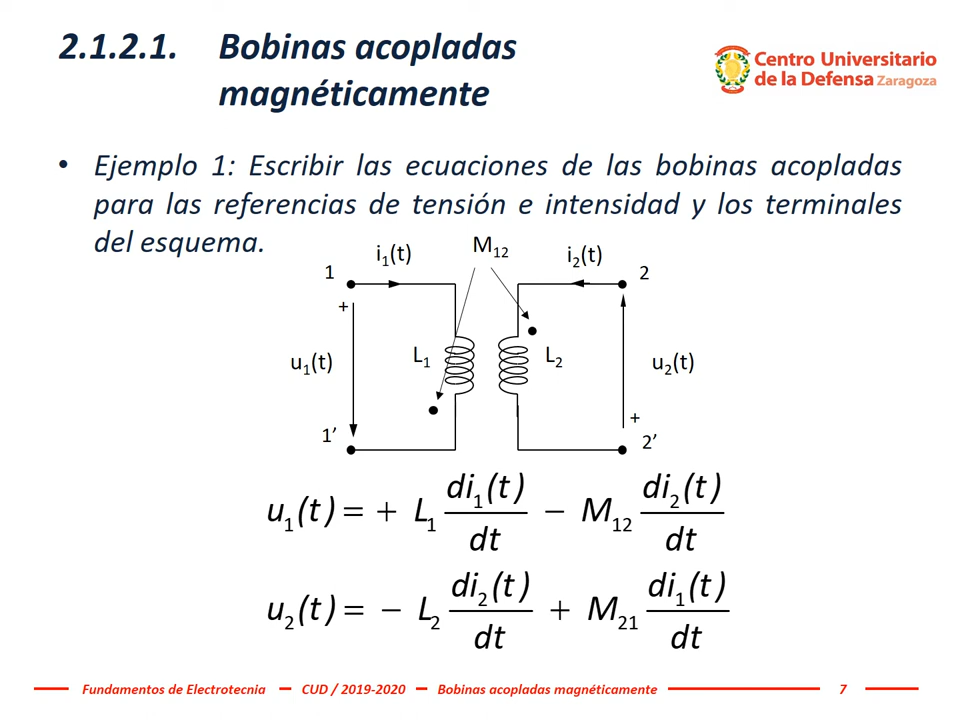 2.1.2.1. Bobinas acopladas
magnéticamente
Centro Universitario
de la Defensa Zaragoza
• Ejemplo 1: Escribir las ecuaciones de las bobinas acopladas
para las referencias de tensión e intensidad y los terminales
del esquema.
i₁(t) M₁₂ i₂(t)
1 2
+
u₁(t) L₁ L₂ u₂(t)
+
1’ 2’
u₁(t) = + L₁ di₁(t)/dt − M₁₂ di₂(t)/dt
u₂(t) = − L₂ di₂(t)/dt + M₂₁ di₁(t)/dt
Fundamentos de Electrotecnia – CUD / 2019-2020 – Bobinas acopladas magnéticamente 7